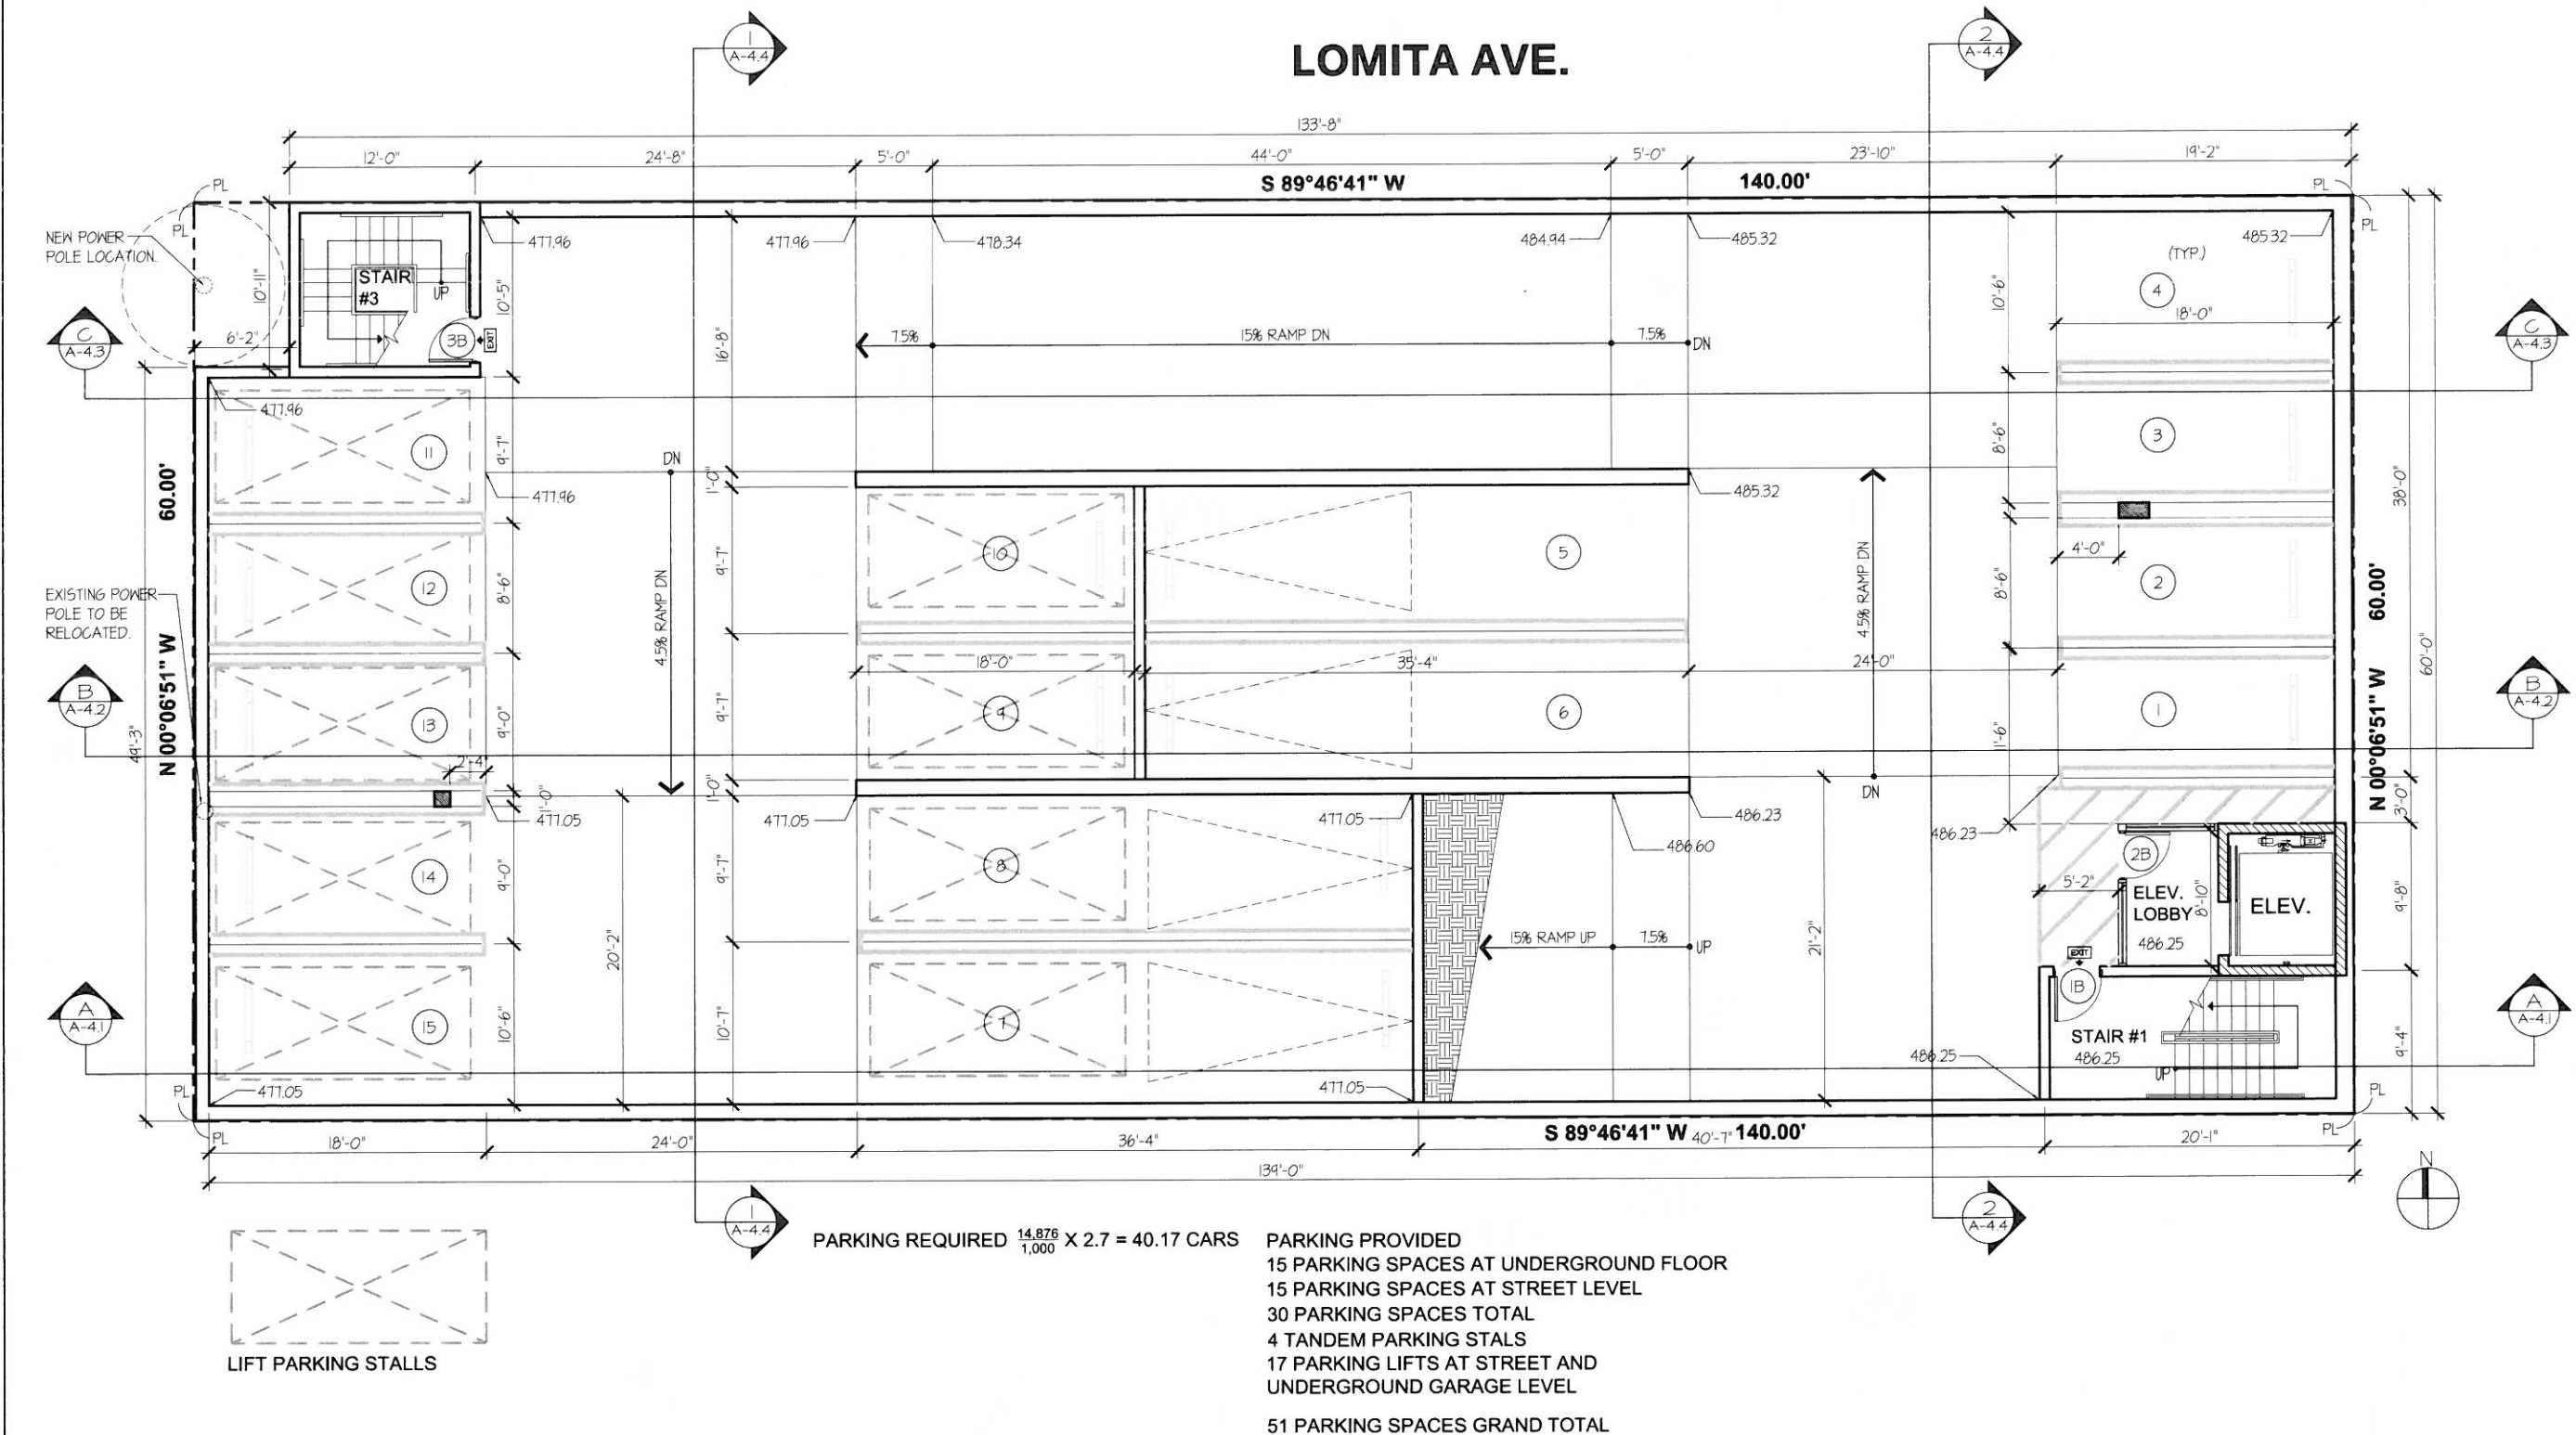 1
A-4.4
LOMITA AVE.
2
A-4.4
133'-8"
12'-0"
24'-8"
5'-0"
44'-0"
5'-0"
23'-10"
19'-2"
S 89°46'41" W
140.00'
PL
PL
PL
PL
NEW POWER
POLE LOCATION.
477.96
477.96
478.34
484.94
485.32
485.32
(TYP.)
STAIR
#3
UP
10'-11"
10'-5"
16'-8"
10'-6"
4
18'-0"
6'-2"
3B
EXIT
7.5%
15% RAMP DN
7.5%
DN
C
A-4.3
C
A-4.3
477.96
11
9'-7"
3
8'-6"
DN
60.00'
477.96
1'-0"
485.32
38'-0"
4'-0"
10
5
9'-7"
12
8'-6"
2
8'-6"
4.5% RAMP DN
4.5% RAMP DN
EXISTING POWER
POLE TO BE
RELOCATED.
60.00'
60'-0"
N 00°06'51" W
N 00°06'51" W
18'-0"
35'-4"
24'-0"
B
A-4.2
B
A-4.2
49'-3"
13
9'-0"
9'-7"
9
6
1
11'-6"
2'-4"
1'-0"
1'-0"
DN
477.05
477.05
477.05
486.23
486.23
486.60
3'-0"
2B
14
9'-0"
9'-7"
8
5'-2"
ELEV.
LOBBY
8'-10"
486.25
ELEV.
9'-8"
20'-2"
15% RAMP UP
7.5%
UP
21'-2"
EXIT
1B
A
A-4.1
A
A-4.1
15
10'-6"
10'-7"
7
STAIR #1
486.25
486.25
UP
9'-4"
PL
477.05
477.05
PL
PL
PL
18'-0"
24'-0"
36'-4"
S 89°46'41" W
40'-7"
140.00'
20'-1"
139'-0"
N
1
A-4.4
2
A-4.4
PARKING REQUIRED 14,876/1,000 X 2.7 = 40.17 CARS
PARKING PROVIDED
15 PARKING SPACES AT UNDERGROUND FLOOR
15 PARKING SPACES AT STREET LEVEL
30 PARKING SPACES TOTAL
4 TANDEM PARKING STALS
17 PARKING LIFTS AT STREET AND
UNDERGROUND GARAGE LEVEL
51 PARKING SPACES GRAND TOTAL
LIFT PARKING STALLS